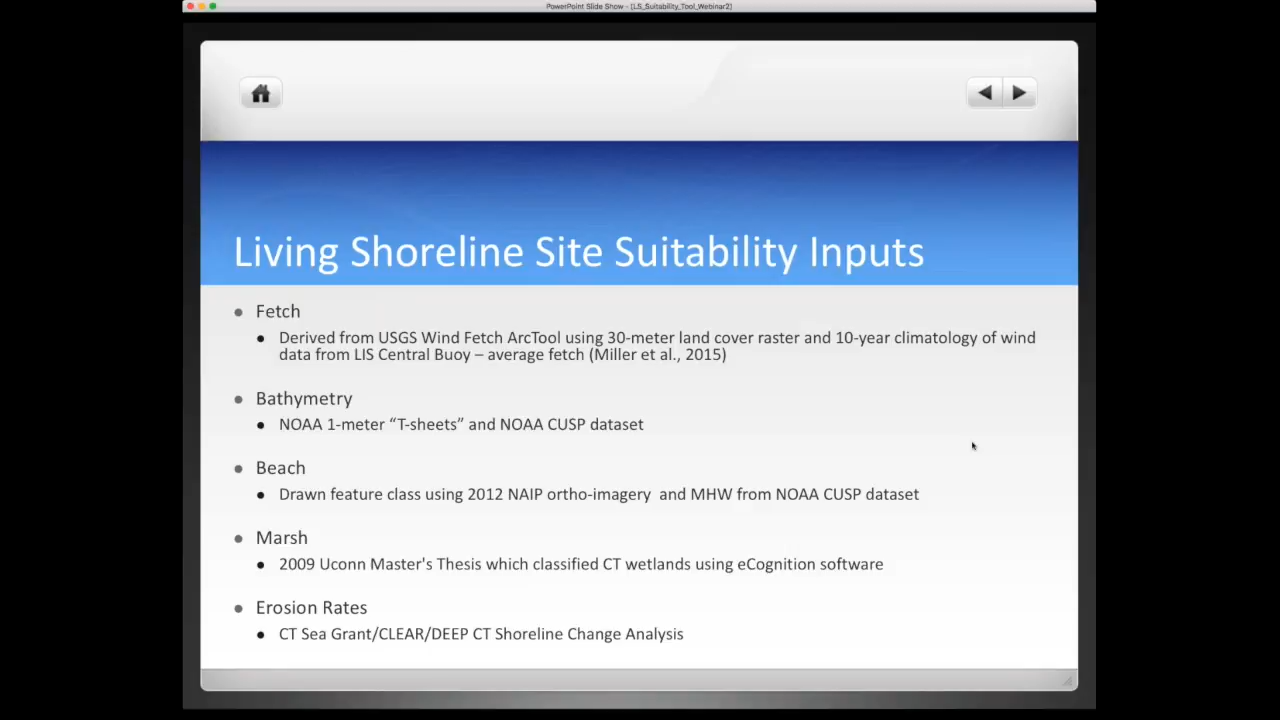 PowerPoint Slide Show - [LS_Suitability_Tool_Webinar2]
Living Shoreline Site Suitability Inputs
Fetch
Derived from USGS Wind Fetch ArcTool using 30-meter land cover raster and 10-year climatology of wind
data from LIS Central Buoy – average fetch (Miller et al., 2015)
Bathymetry
NOAA 1-meter “T-sheets” and NOAA CUSP dataset
Beach
Drawn feature class using 2012 NAIP ortho-imagery  and MHW from NOAA CUSP dataset
Marsh
2009 Uconn Master's Thesis which classified CT wetlands using eCognition software
Erosion Rates
CT Sea Grant/CLEAR/DEEP CT Shoreline Change Analysis